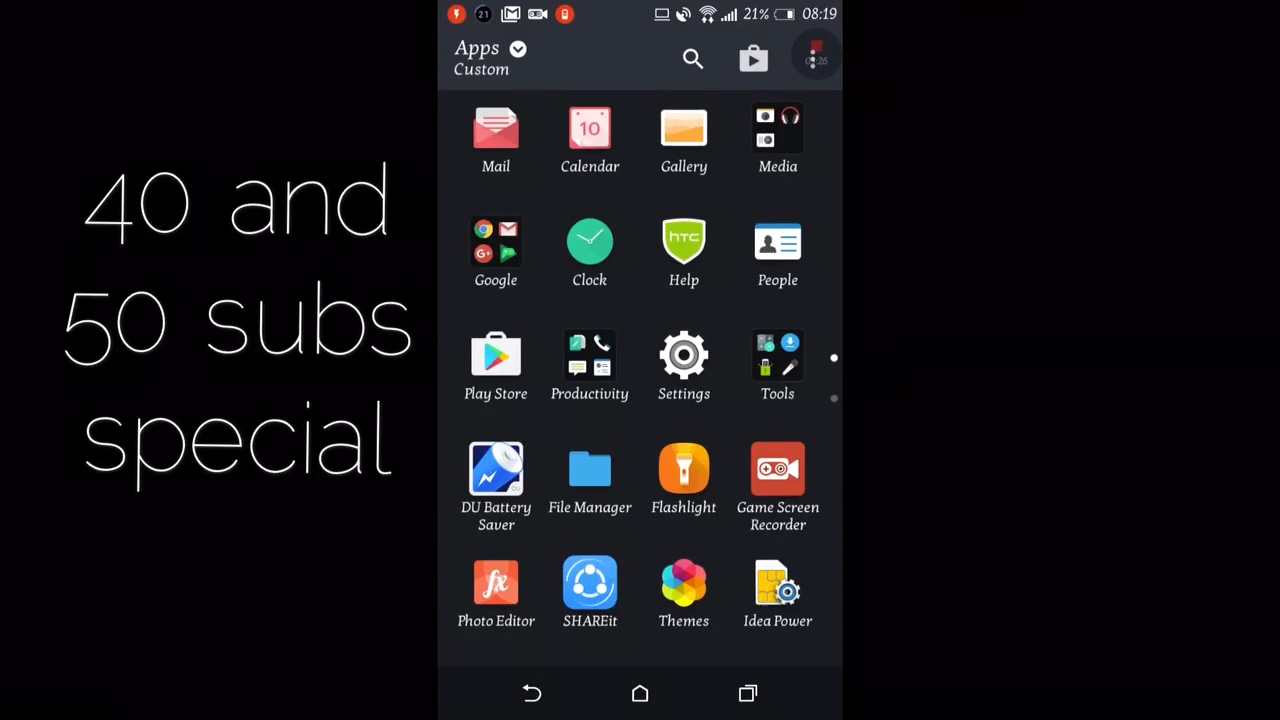 40 and
50 subs
special
21
21%
08:19
Apps
Custom
10
Mail
Calendar
Gallery
Media
G+
hTC
Google
Clock
Help
People
Play Store
Productivity
Settings
Tools
DU
DU Battery
Saver
File Manager
Flashlight
Game Screen
Recorder
fx
Photo Editor
SHAREit
Themes
Idea Power